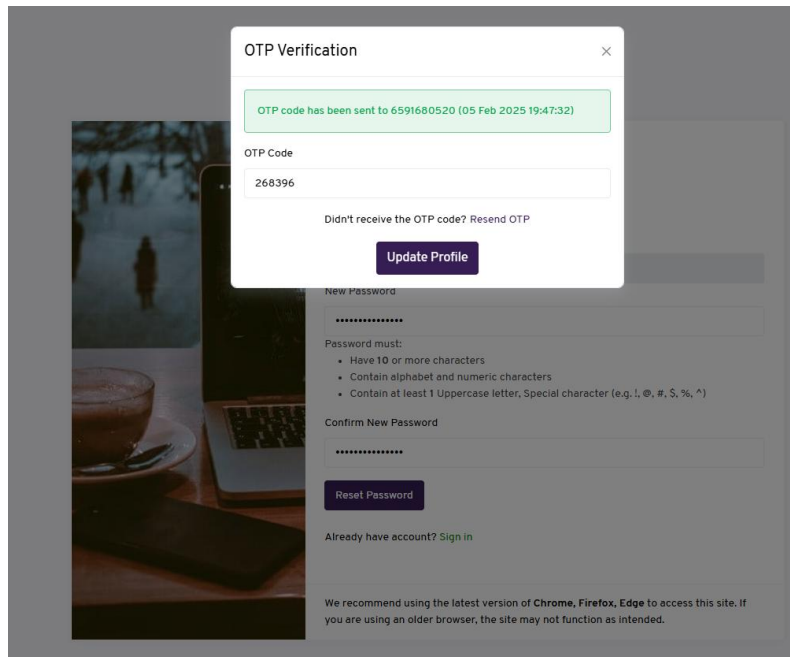 OTP Verification
×
OTP code has been sent to 6591680520 (05 Feb 2025 19:47:32)
OTP Code
268396
Didn't receive the OTP code? Resend OTP
Update Profile
New Password
•••••••••••••••
Password must:
• Have 10 or more characters
• Contain alphabet and numeric characters
• Contain at least 1 Uppercase letter, Special character (e.g. !, @, #, $, %, ^)
Confirm New Password
•••••••••••••••
Reset Password
Already have account? Sign in
We recommend using the latest version of Chrome, Firefox, Edge to access this site. If
you are using an older browser, the site may not function as intended.